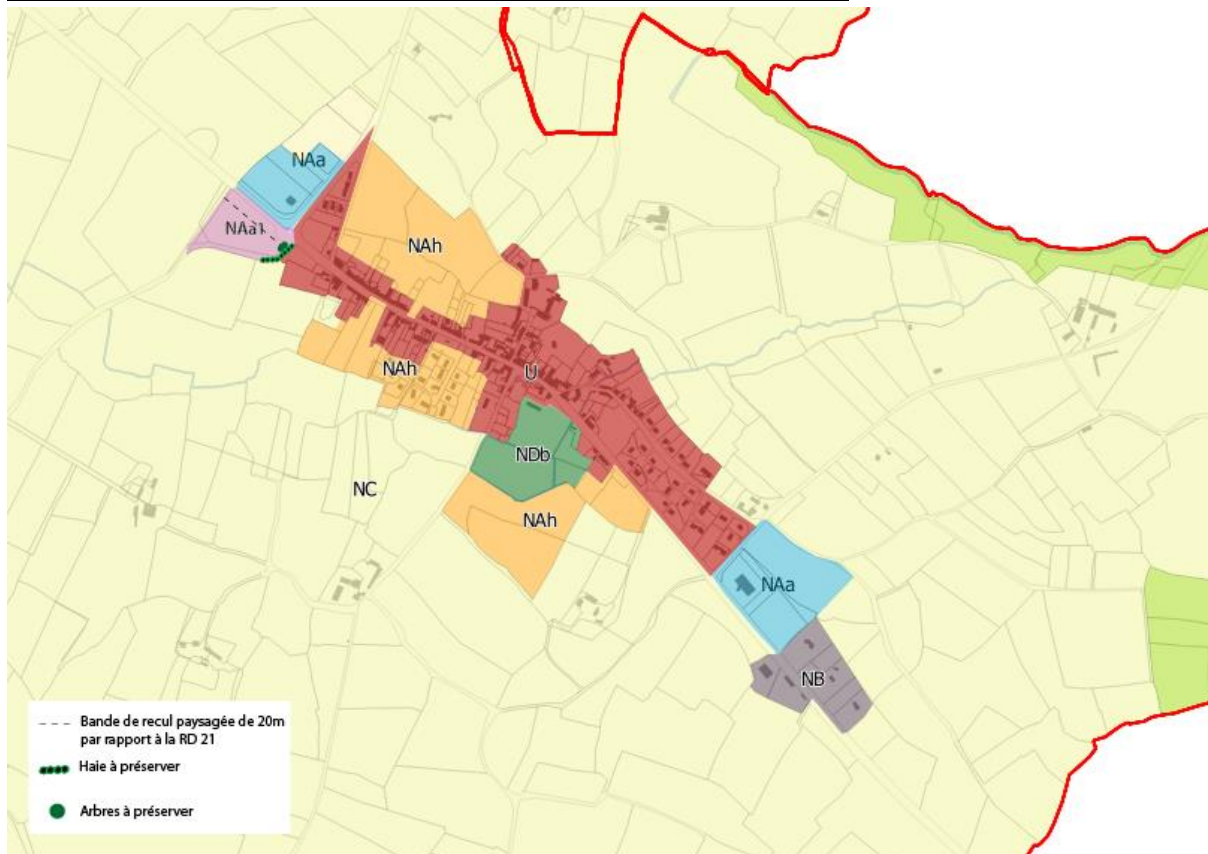 NAa
NAa1
NAh
NAh
U
NDb
NC
NAh
NAa
NB
Bande de recul paysagée de 20m
par rapport à la RD 21
Haie à préserver
Arbres à préserver